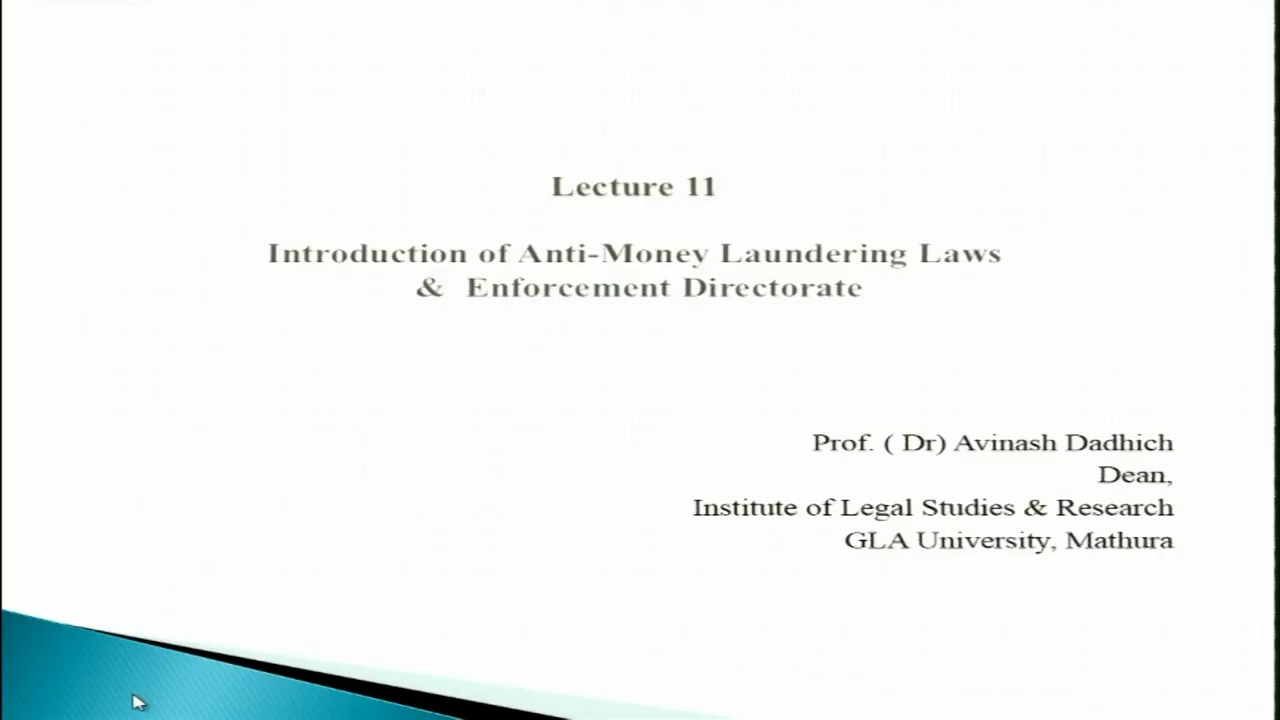 Lecture 11
Introduction of Anti-Money Laundering Laws
& Enforcement Directorate
Prof. ( Dr) Avinash Dadhich
Dean,
Institute of Legal Studies & Research
GLA University, Mathura